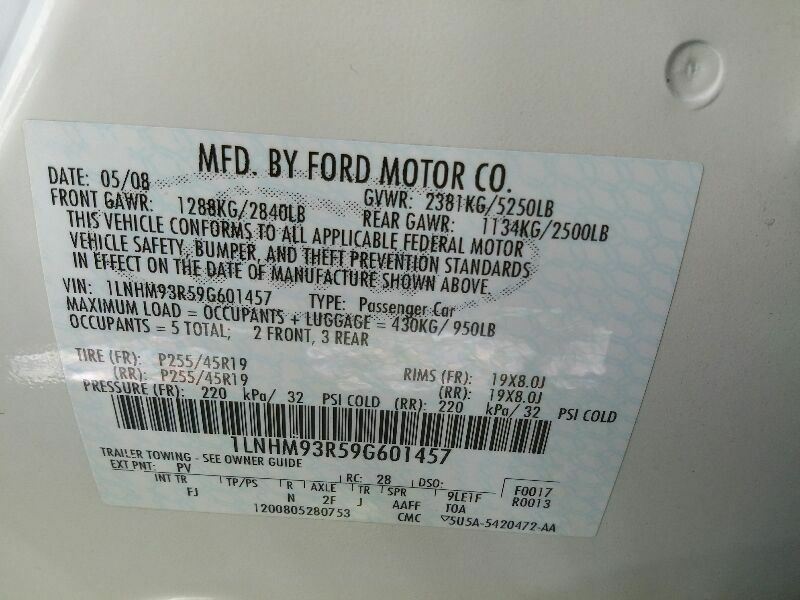 MFD. BY FORD MOTOR CO.
DATE: 05/08 GVWR: 2381KG/5250LB
FRONT GAWR: 1288KG/2840LB REAR GAWR: 1134KG/2500LB
THIS VEHICLE CONFORMS TO ALL APPLICABLE FEDERAL MOTOR
VEHICLE SAFETY, BUMPER, AND THEFT PREVENTION STANDARDS
IN EFFECT ON THE DATE OF MANUFACTURE SHOWN ABOVE.
VIN: 1LNHM93R59G601457 TYPE: Passenger Car
MAXIMUM LOAD = OCCUPANTS + LUGGAGE = 430KG/ 950LB
OCCUPANTS = 5 TOTAL; 2 FRONT, 3 REAR
TIRE (FR): P255/45R19 RIMS (FR): 19X8.0J
(RR): P255/45R19 (RR): 19X8.0J
PRESSURE (FR): 220 kPa/ 32 PSI COLD (RR): 220 kPa/ 32 PSI COLD
1LNHM93R59G601457
TRAILER TOWING - SEE OWNER GUIDE
EXT PNT: PV RC: 28 DSO: F0017
INT TR TP/PS R AXLE TR SPR 9LE1F R0013
FJ N 2F J AAFF TOA
1200805280753 CMC ▽5U5A-5420472-AA